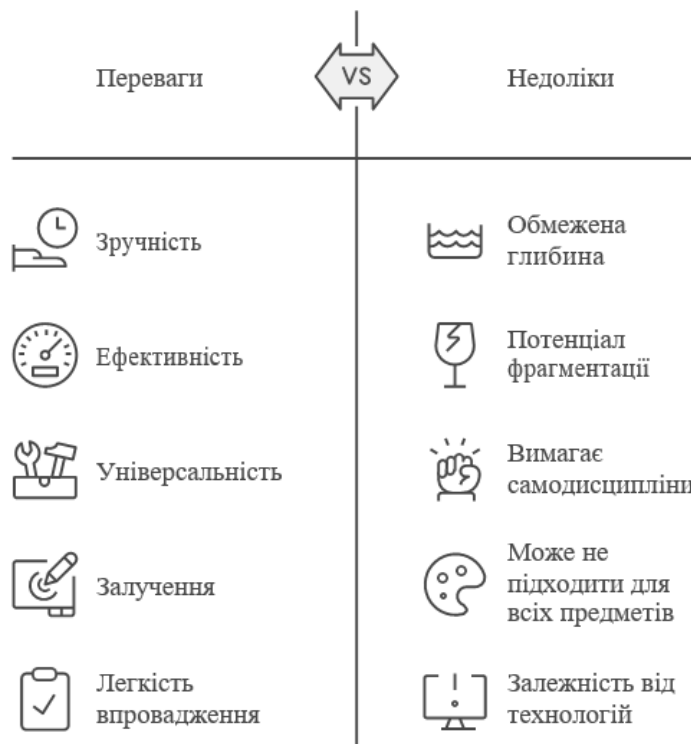 Переваги
VS
Недоліки
Зручність
Обмежена
глибина
Ефективність
Потенціал
фрагментації
Універсальність
Вимагає
самодисципліни
Залучення
Може не
підходити для
всіх предметів
Легкість
впровадження
Залежність від
технологій